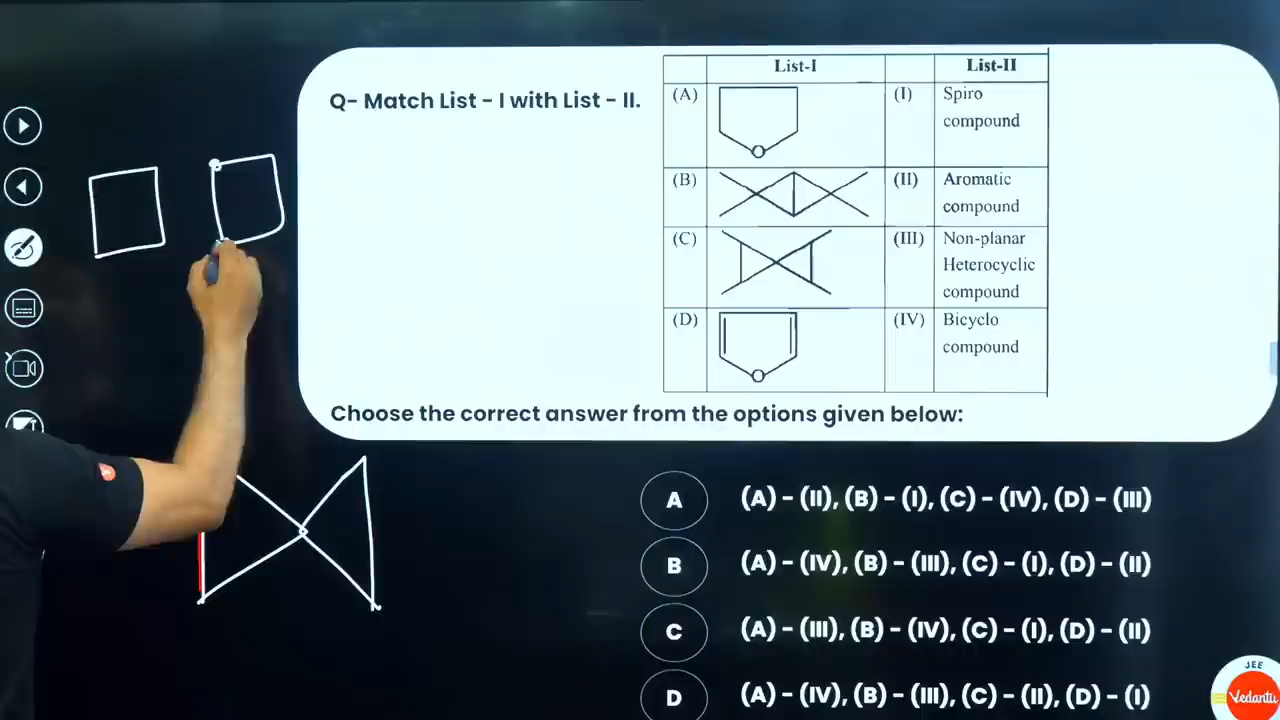 Q- Match List - I with List - II.
List-I
List-II
(A)
O
(I)
Spiro
compound
(B)
(II)
Aromatic
compound
(C)
(III)
Non-planar
Heterocyclic
compound
(D)
O
(IV)
Bicyclo
compound
Choose the correct answer from the options given below:
A (A) - (II), (B) - (I), (C) - (IV), (D) - (III)
B (A) - (IV), (B) - (III), (C) - (I), (D) - (II)
C (A) - (III), (B) - (IV), (C) - (I), (D) - (II)
D (A) - (IV), (B) - (III), (C) - (II), (D) - (I)
JEE
Vedantu